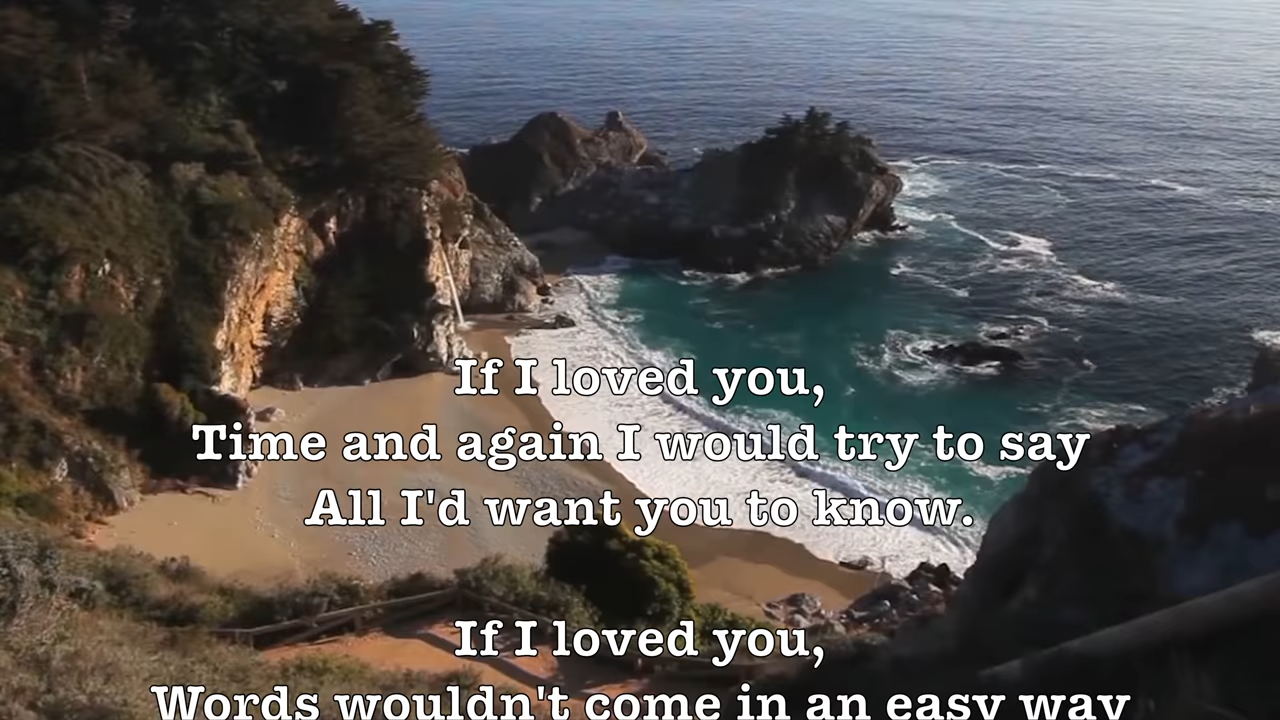 If I loved you,
Time and again I would try to say
All I'd want you to know.
If I loved you,
Words wouldn't come in an easy way